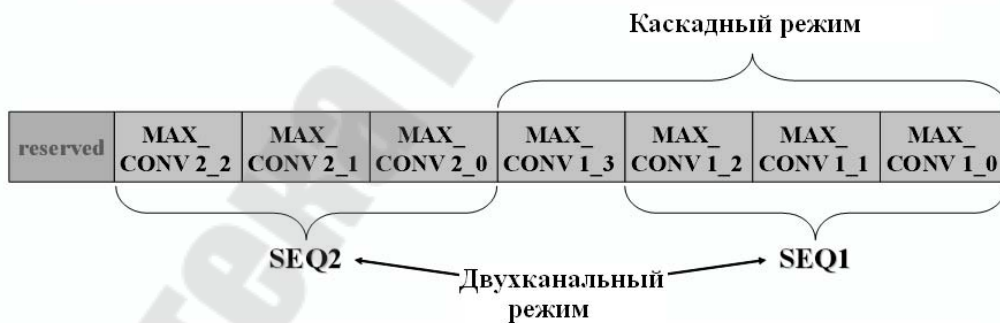 Каскадный режим
reserved
MAX_
CONV 2_2
MAX_
CONV 2_1
MAX_
CONV 2_0
MAX_
CONV 1_3
MAX_
CONV 1_2
MAX_
CONV 1_1
MAX_
CONV 1_0
SEQ2
SEQ1
Двухканальный
режим